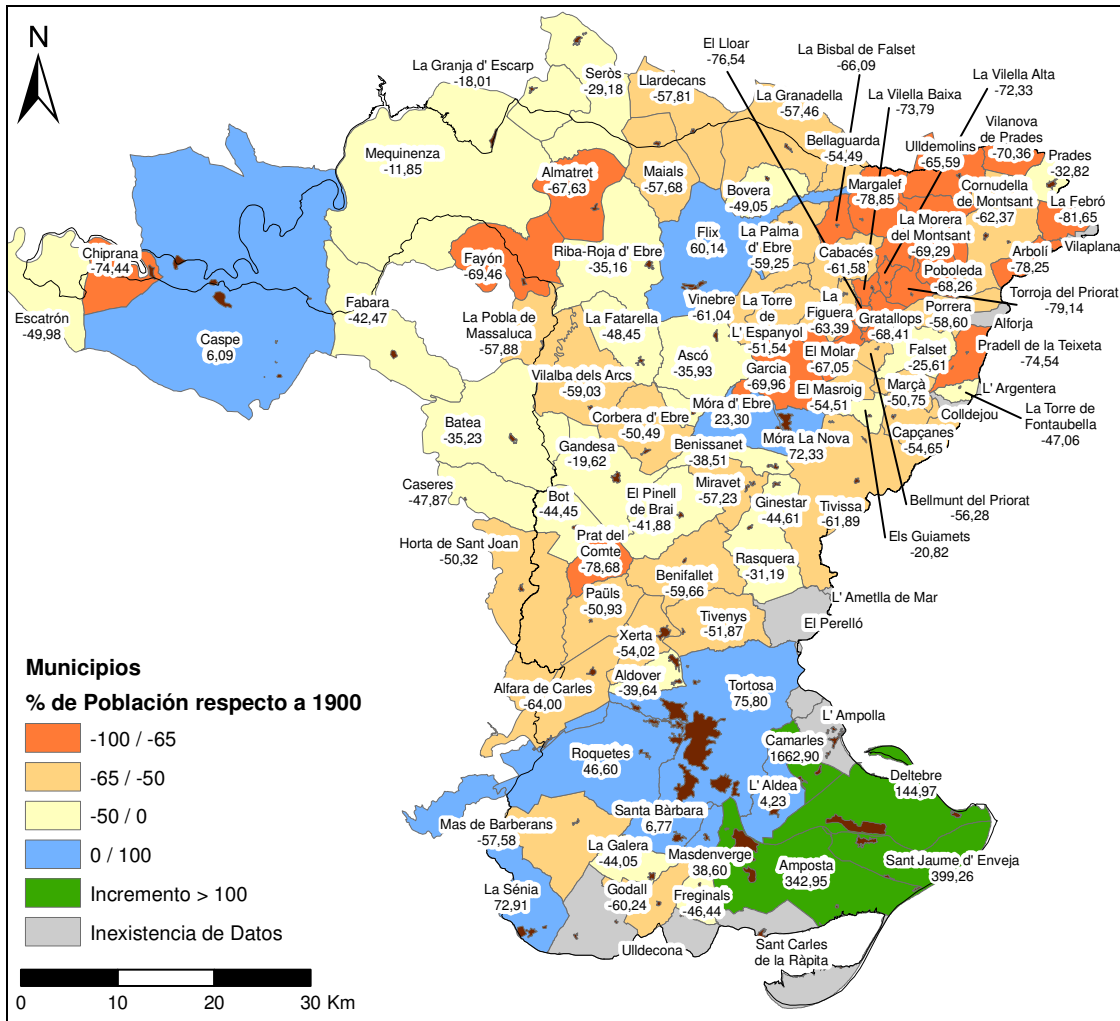 N
La Granja d' Escarp
-18,01
Seròs
-29,18
Llardecans
-57,81
El Lloar
-76,54
La Bisbal de Falset
-66,09
La Granadella
-57,46
La Vilella Baixa
-73,79
La Vilella Alta
-72,33
Bellaguarda
-54,49
Ulldemolins
-65,59
Vilanova
de Prades
-70,36
Prades
-32,82
Mequinenza
-11,85
Almatret
-67,63
Maials
-57,68
Bovera
-49,05
Margalef
-78,85
Cornudella
de Montsant
-62,37
La Febró
-81,65
Vilaplana
Chiprana
-74,44
Fayón
-69,46
Riba-Roja d' Ebre
-35,16
Flix
60,14
La Palma
d' Ebre
-59,25
Cabacés
-61,58
La Morera
del Montsant
-69,29
Arbolí
-78,25
Poboleda
-68,26
Torroja del Priorat
-79,14
Escatrón
-49,98
Caspe
6,09
Fabara
-42,47
La Pobla de
Massaluca
-57,88
La Fatarella
-48,45
Vinebre
-61,04
La Torre
de
L' Espanyol
-51,54
La
Figuera
-63,39
Gratallops
-68,41
Porrera
-58,60
Alforja
Ascó
-35,93
El Molar
-67,05
Falset
-25,61
Pradell de la Teixeta
-74,54
Vilalba dels Arcs
-59,03
Garcia
-69,96
El Masroig
-54,51
Marçà
-50,75
L' Argentera
Colldejou
La Torre de
Fontaubella
-47,06
Batea
-35,23
Corbera d' Ebre
-50,49
Móra d' Ebre
23,30
Móra La Nova
72,33
Capçanes
-54,65
Gandesa
-19,62
Benissanet
-38,51
Caseres
-47,87
Bot
-44,45
El Pinell
de Brai
-41,88
Miravet
-57,23
Ginestar
-44,61
Tivissa
-61,89
Bellmunt del Priorat
-56,28
Els Guiamets
-20,82
Horta de Sant Joan
-50,32
Prat del
Comte
-78,68
Rasquera
-31,19
Benifallet
-59,66
Paüls
-50,93
L' Ametlla de Mar
El Perelló
Tivenys
-51,87
Xerta
-54,02
Aldover
-39,64
Alfara de Carles
-64,00
Tortosa
75,80
L' Ampolla
Camarles
1662,90
Roquetes
46,60
Deltebre
144,97
L' Aldea
4,23
Santa Bàrbara
6,77
Mas de Barberans
-57,58
La Galera
-44,05
Masdenverge
38,60
Amposta
342,95
Sant Jaume d' Enveja
399,26
La Sénia
72,91
Godall
-60,24
Freginals
-46,44
Ulldecona
Sant Carles
de la Ràpita
Municipios
% de Población respecto a 1900
-100 / -65
-65 / -50
-50 / 0
0 / 100
Incremento > 100
Inexistencia de Datos
0 10 20 30 Km